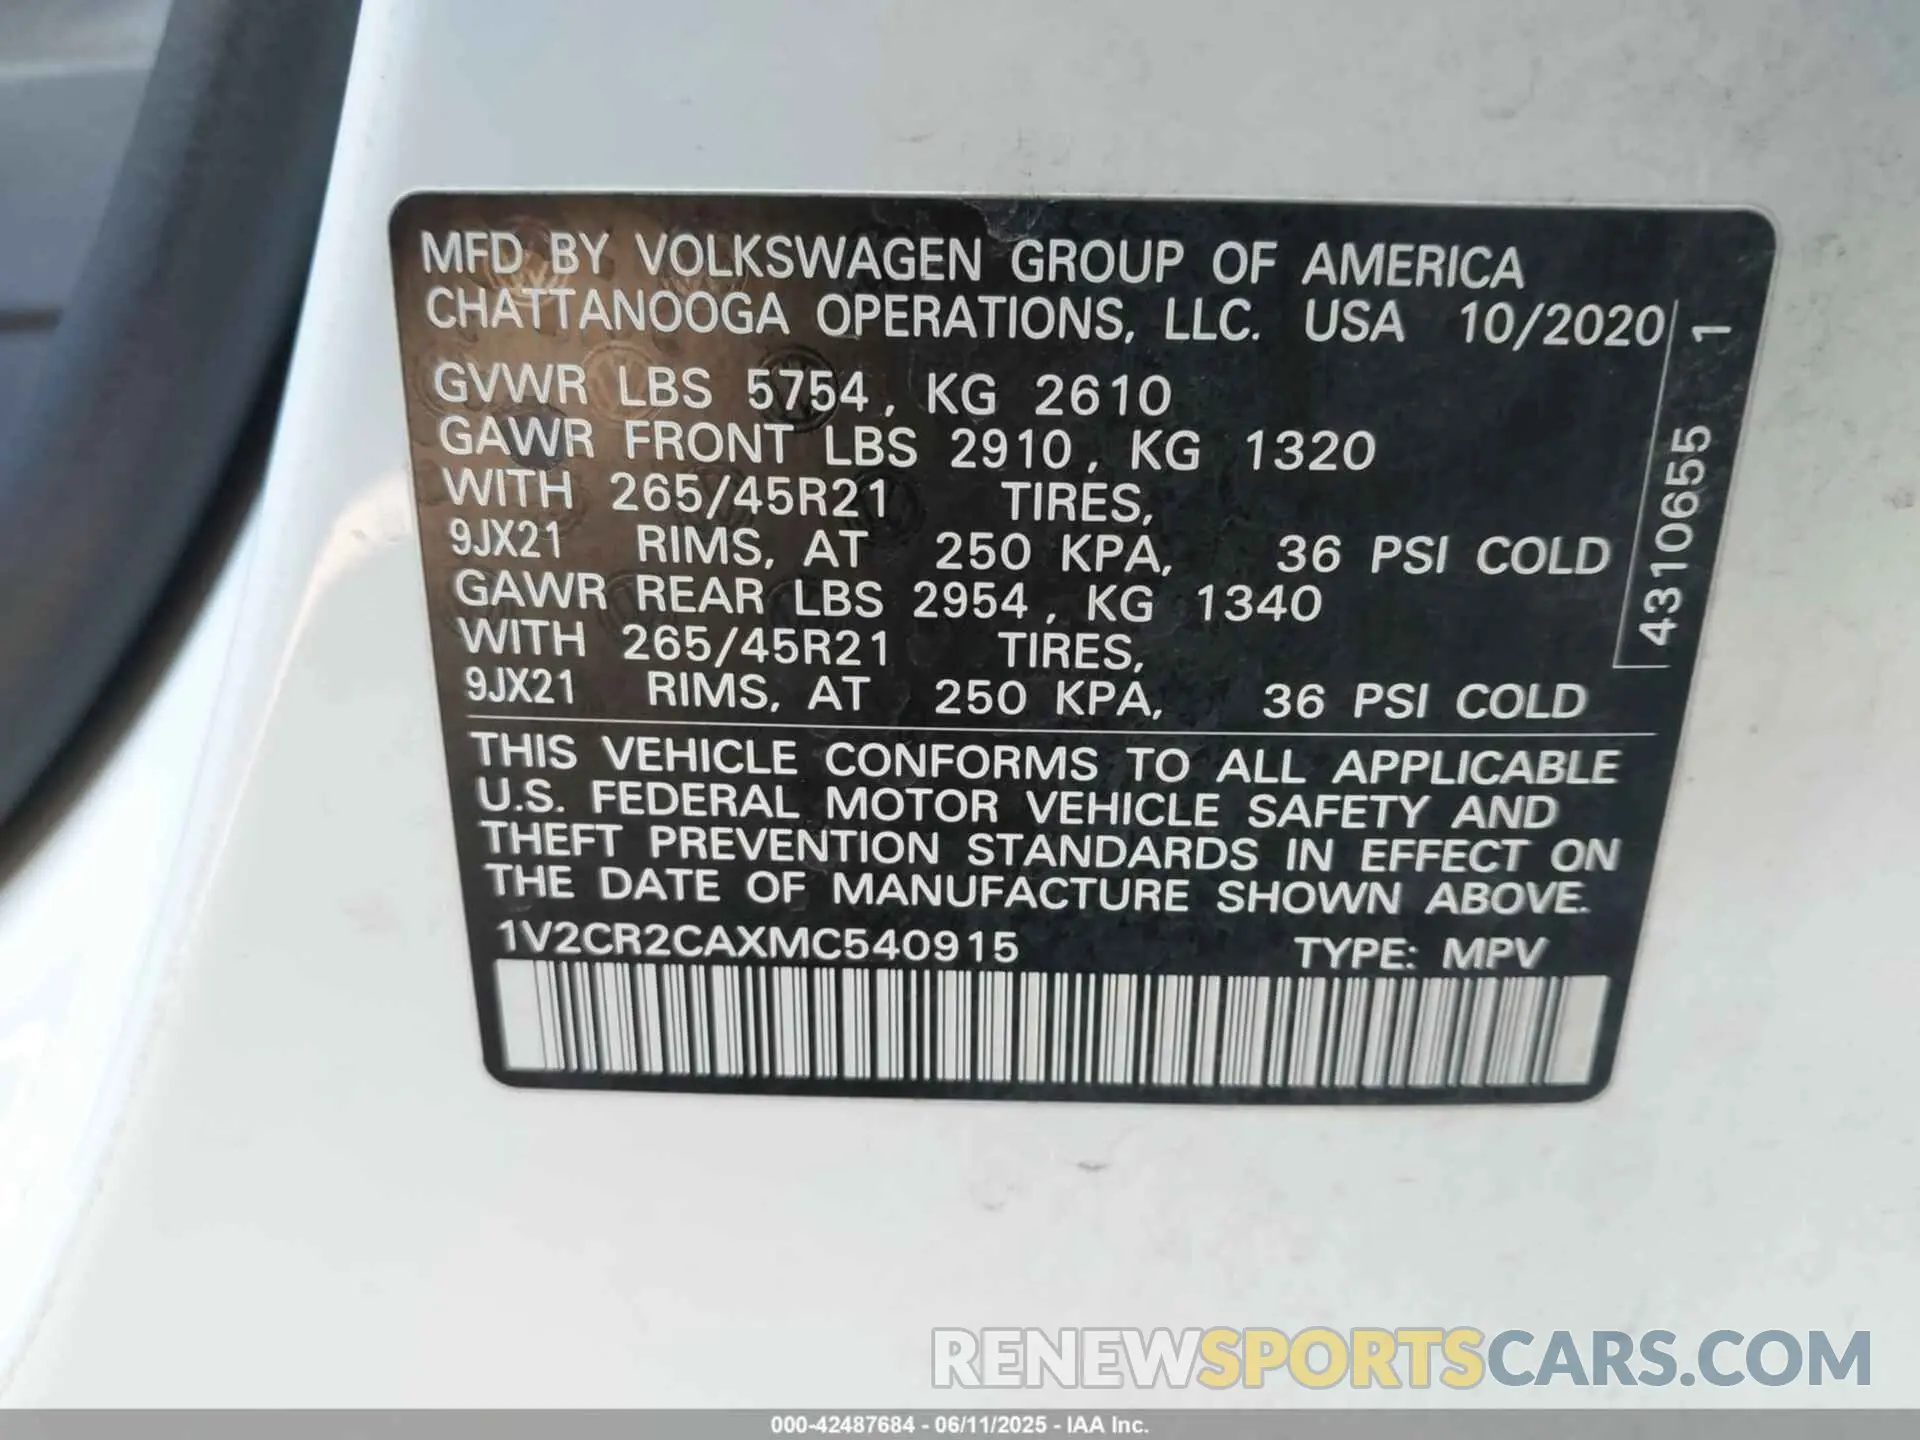 MFD BY VOLKSWAGEN GROUP OF AMERICA
CHATTANOOGA OPERATIONS, LLC. USA 10/2020
GVWR LBS 5754, KG 2610
GAWR FRONT LBS 2910, KG 1320
WITH 265/45R21 TIRES,
9JX21 RIMS, AT 250 KPA, 36 PSI COLD
GAWR REAR LBS 2954, KG 1340
WITH 265/45R21 TIRES,
9JX21 RIMS, AT 250 KPA, 36 PSI COLD
THIS VEHICLE CONFORMS TO ALL APPLICABLE
U.S. FEDERAL MOTOR VEHICLE SAFETY AND
THEFT PREVENTION STANDARDS IN EFFECT ON
THE DATE OF MANUFACTURE SHOWN ABOVE.
1V2CR2CAXMC540915 TYPE: MPV
4310655 1
RENEWSPORTSCARS.COM
000-42487684 - 06/11/2025 - IAA Inc.